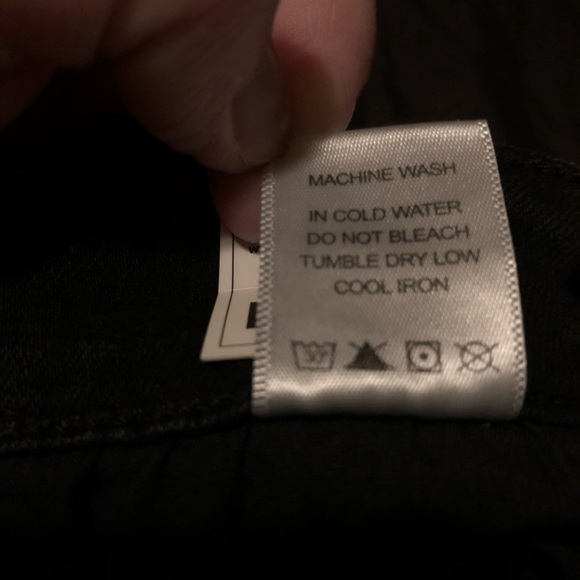 MACHINE WASH
IN COLD WATER
DO NOT BLEACH
TUMBLE DRY LOW
COOL IRON